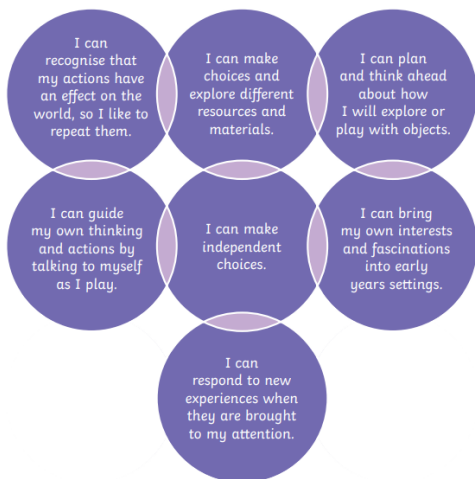 I can
recognise that
my actions have
an effect on the
world, so I like to
repeat them.
I can make
choices and
explore different
resources and
materials.
I can plan
and think ahead
about how
I will explore or
play with objects.
I can guide
my own thinking
and actions by
talking to myself
as I play.
I can make
independent
choices.
I can bring
my own interests
and fascinations
into early
years settings.
I can
respond to new
experiences when
they are brought
to my attention.